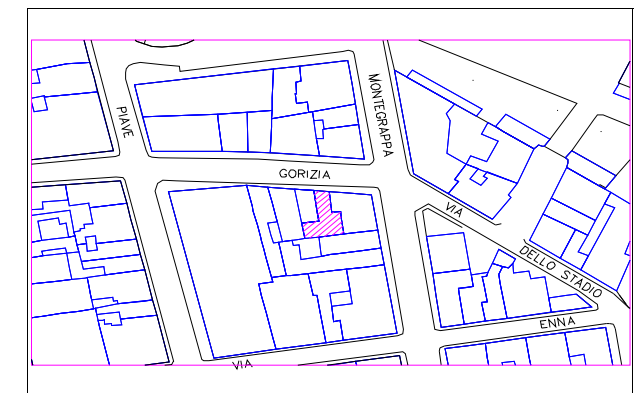 PIAVE
MONTEGRAPPA
GORIZIA
VIA
DELLO STADIO
ENNA
VIA